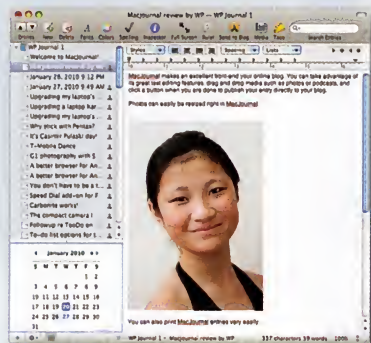 MacJournal review by WP — WP Journal 1
Entries New Delete Fonts Colors Spelling Inspector Full Screen Send to Blog Media Tags Search Entries
WP Journal 1
Welcome to MacJournal!
January 28, 2010 9:12 PM
January 27, 2010 9:49 AM
Upgrading my laptop's
Upgrading a laptop har...
Upgrading my laptop's ...
Why stick with Pentax?
It's Casimir Pulaski day!
T-Mobile Dance
G1 photography with S
A better browser for An...
A better browser for An...
You don't have to be a t...
Speed Dial add-on for F
Carbonite works!
The compact camera I
Followup re TooDo on
To-do list options for t...
Styles Spacing Lists
MacJournal makes an excellent front-end your online blog. You can take advantage of
its great text editing features, drag and drop media such as photos or podcasts, and
click a button when you are done to publish your entry directly to your blog.
Photos can easily be resized right in MacJournal
You can also print MacJournal entries very easily
January 2010
S M T W T F S
1 2
3 4 5 6 7 8 9
10 11 12 13 14 15 16
17 18 19 20 21 22 23
24 25 26 27 28 29 30
31
WP Journal 1 • MacJournal review by WP 337 characters 59 words 100%